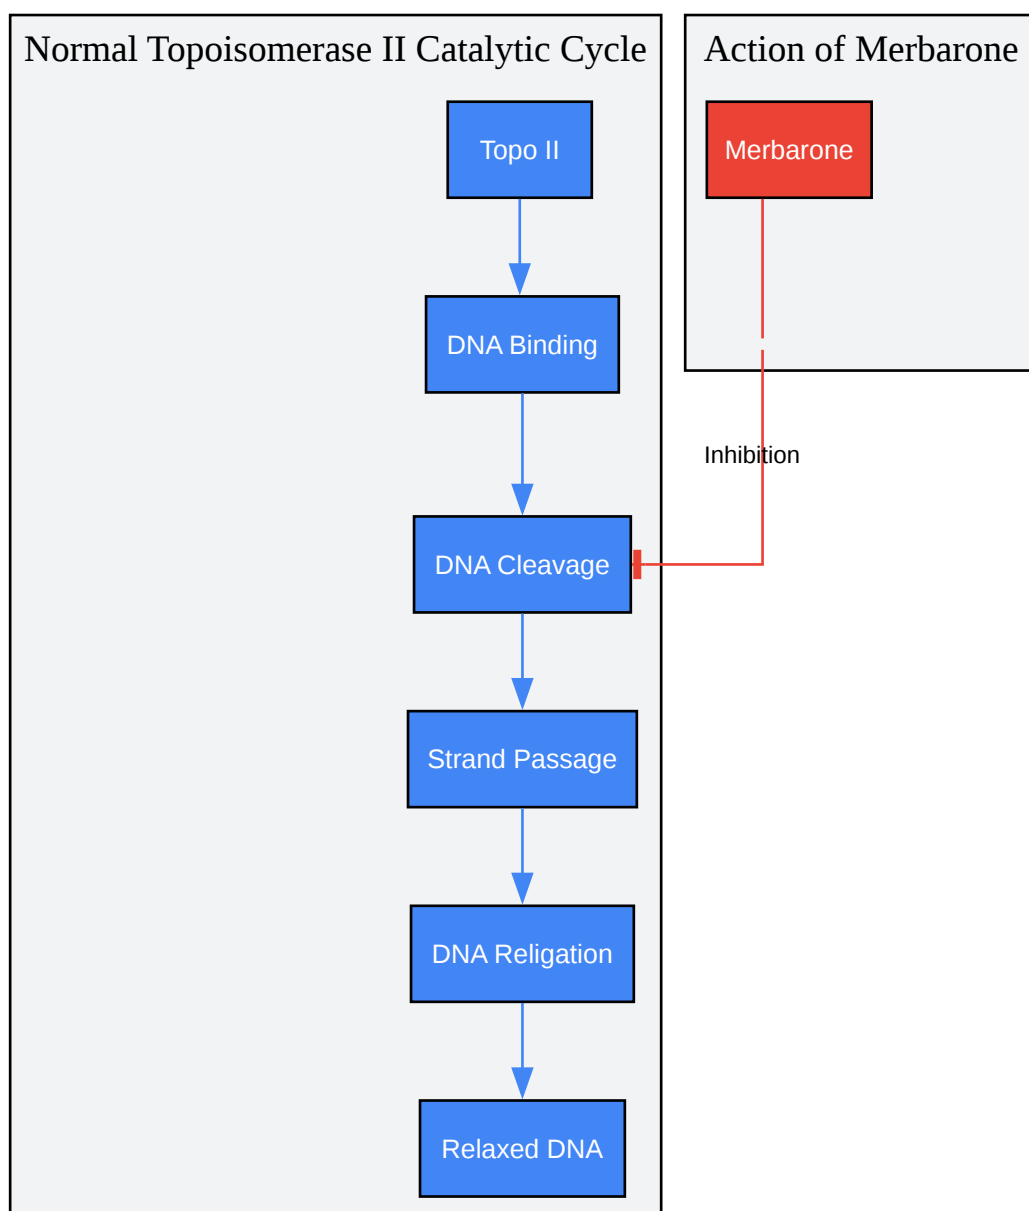 Normal Topoisomerase II Catalytic Cycle
Topo II
DNA Binding
DNA Cleavage
Strand Passage
DNA Religation
Relaxed DNA
Action of Merbarone
Merbarone
Inhibition